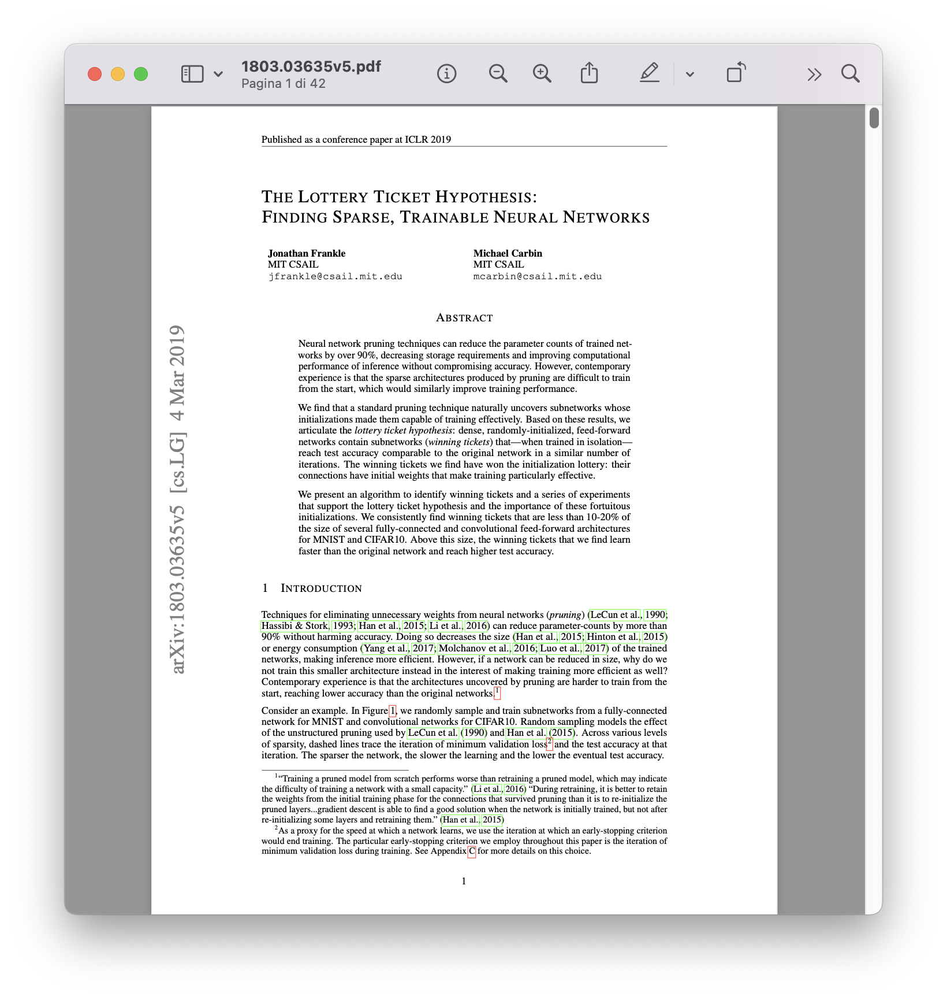 1803.03635v5.pdf
Pagina 1 di 42
Published as a conference paper at ICLR 2019
THE LOTTERY TICKET HYPOTHESIS:
FINDING SPARSE, TRAINABLE NEURAL NETWORKS
Jonathan Frankle
MIT CSAIL
jfrankle@csail.mit.edu
Michael Carbin
MIT CSAIL
mcarbin@csail.mit.edu
ABSTRACT
Neural network pruning techniques can reduce the parameter counts of trained net-
works by over 90%, decreasing storage requirements and improving computational
performance of inference without compromising accuracy. However, contemporary
experience is that the sparse architectures produced by pruning are difficult to train
from the start, which would similarly improve training performance.
We find that a standard pruning technique naturally uncovers subnetworks whose
initializations made them capable of training effectively. Based on these results, we
articulate the lottery ticket hypothesis: dense, randomly-initialized, feed-forward
networks contain subnetworks (winning tickets) that—when trained in isolation—
reach test accuracy comparable to the original network in a similar number of
iterations. The winning tickets we find have won the initialization lottery: their
connections have initial weights that make training particularly effective.
We present an algorithm to identify winning tickets and a series of experiments
that support the lottery ticket hypothesis and the importance of these fortuitous
initializations. We consistently find winning tickets that are less than 10-20% of
the size of several fully-connected and convolutional feed-forward architectures
for MNIST and CIFAR10. Above this size, the winning tickets that we find learn
faster than the original network and reach higher test accuracy.
arXiv:1803.03635v5 [cs.LG] 4 Mar 2019
1 INTRODUCTION
Techniques for eliminating unnecessary weights from neural networks (pruning) (LeCun et al., 1990;
Hassibi & Stork, 1993; Han et al., 2015; Li et al., 2016) can reduce parameter-counts by more than
90% without harming accuracy. Doing so decreases the size (Han et al., 2015; Hinton et al., 2015)
or energy consumption (Yang et al., 2017; Molchanov et al., 2016; Luo et al., 2017) of the trained
networks, making inference more efficient. However, if a network can be reduced in size, why do we
not train this smaller architecture instead in the interest of making training more efficient as well?
Contemporary experience is that the architectures uncovered by pruning are harder to train from the
start, reaching lower accuracy than the original networks.1
Consider an example. In Figure 1, we randomly sample and train subnetworks from a fully-connected
network for MNIST and convolutional networks for CIFAR10. Random sampling models the effect
of the unstructured pruning used by LeCun et al. (1990) and Han et al. (2015). Across various levels
of sparsity, dashed lines trace the iteration of minimum validation loss2 and the test accuracy at that
iteration. The sparser the network, the slower the learning and the lower the eventual test accuracy.
1“Training a pruned model from scratch performs worse than retraining a pruned model, which may indicate
the difficulty of training a network with a small capacity.” (Li et al., 2016) “During retraining, it is better to retain
the weights from the initial training phase for the connections that survived pruning than it is to re-initialize the
pruned layers...gradient descent is able to find a good solution when the network is initially trained, but not after
re-initializing some layers and retraining them.” (Han et al., 2015)
2As a proxy for the speed at which a network learns, we use the iteration at which an early-stopping criterion
would end training. The particular early-stopping criterion we employ throughout this paper is the iteration of
minimum validation loss during training. See Appendix C for more details on this choice.
1